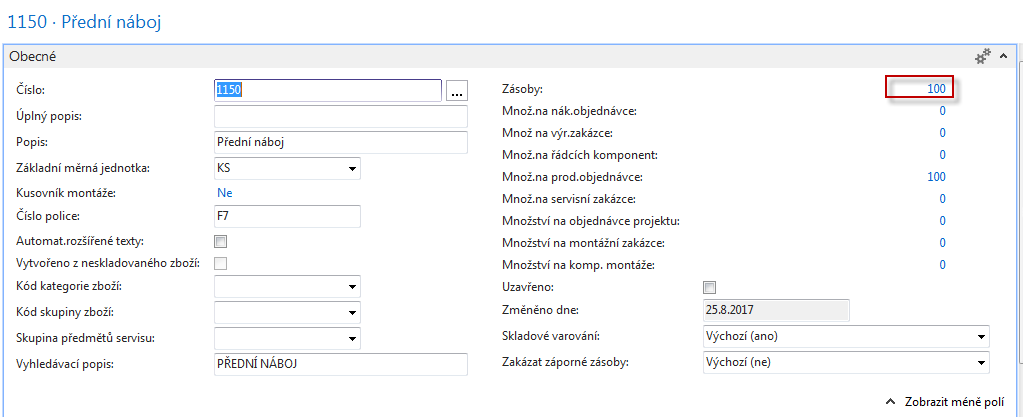 1150 · Přední náboj
Obecné
Číslo: 1150 ...
Úplný popis:
Popis: Přední náboj
Základní měrná jednotka: KS
Kusovník montáže: Ne
Číslo police: F7
Automat.rozšířené texty:
Vytvořeno z neskladovaného zboží:
Kód kategorie zboží:
Kód skupiny zboží:
Skupina předmětů servisu:
Vyhledávací popis: PŘEDNÍ NÁBOJ
Zásoby: 100
Množ.na nák.objednávce: 0
Množ na výr.zakázce: 0
Množ.na řádcích komponent: 0
Množ.na prod.objednávce: 100
Množ.na servisní zakázce: 0
Množství na objednávce projektu: 0
Množství na montážní zakázce: 0
Množství na komp. montáže: 0
Uzavřeno:
Změněno dne: 25.8.2017
Skladové varování: Výchozí (ano)
Zakázat záporné zásoby: Výchozí (ne)
Zobrazit méně polí